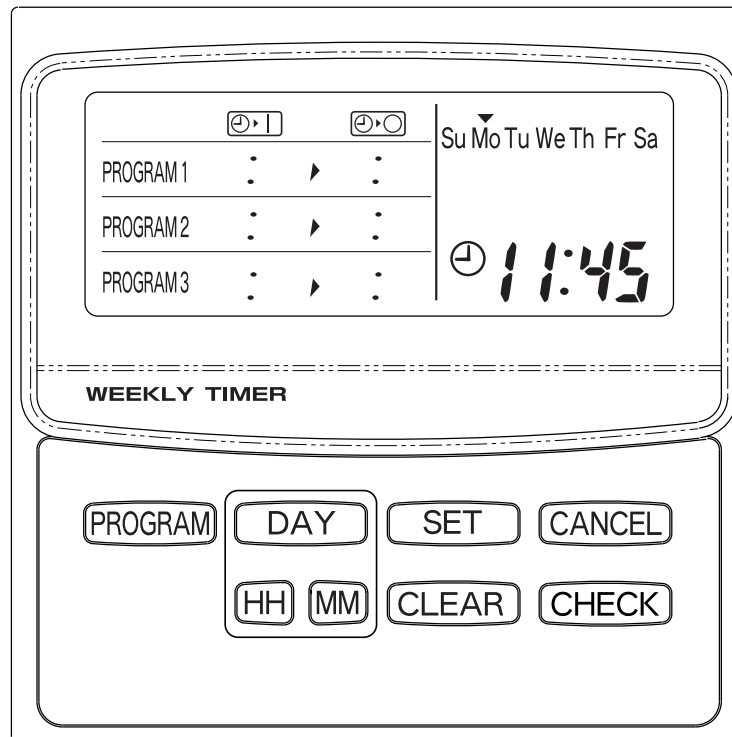 Su Mo Tu We Th Fr Sa
PROGRAM 1 : :
PROGRAM 2 : :
PROGRAM 3 : :
11:45
WEEKLY TIMER
PROGRAM DAY SET CANCEL
HH MM CLEAR CHECK